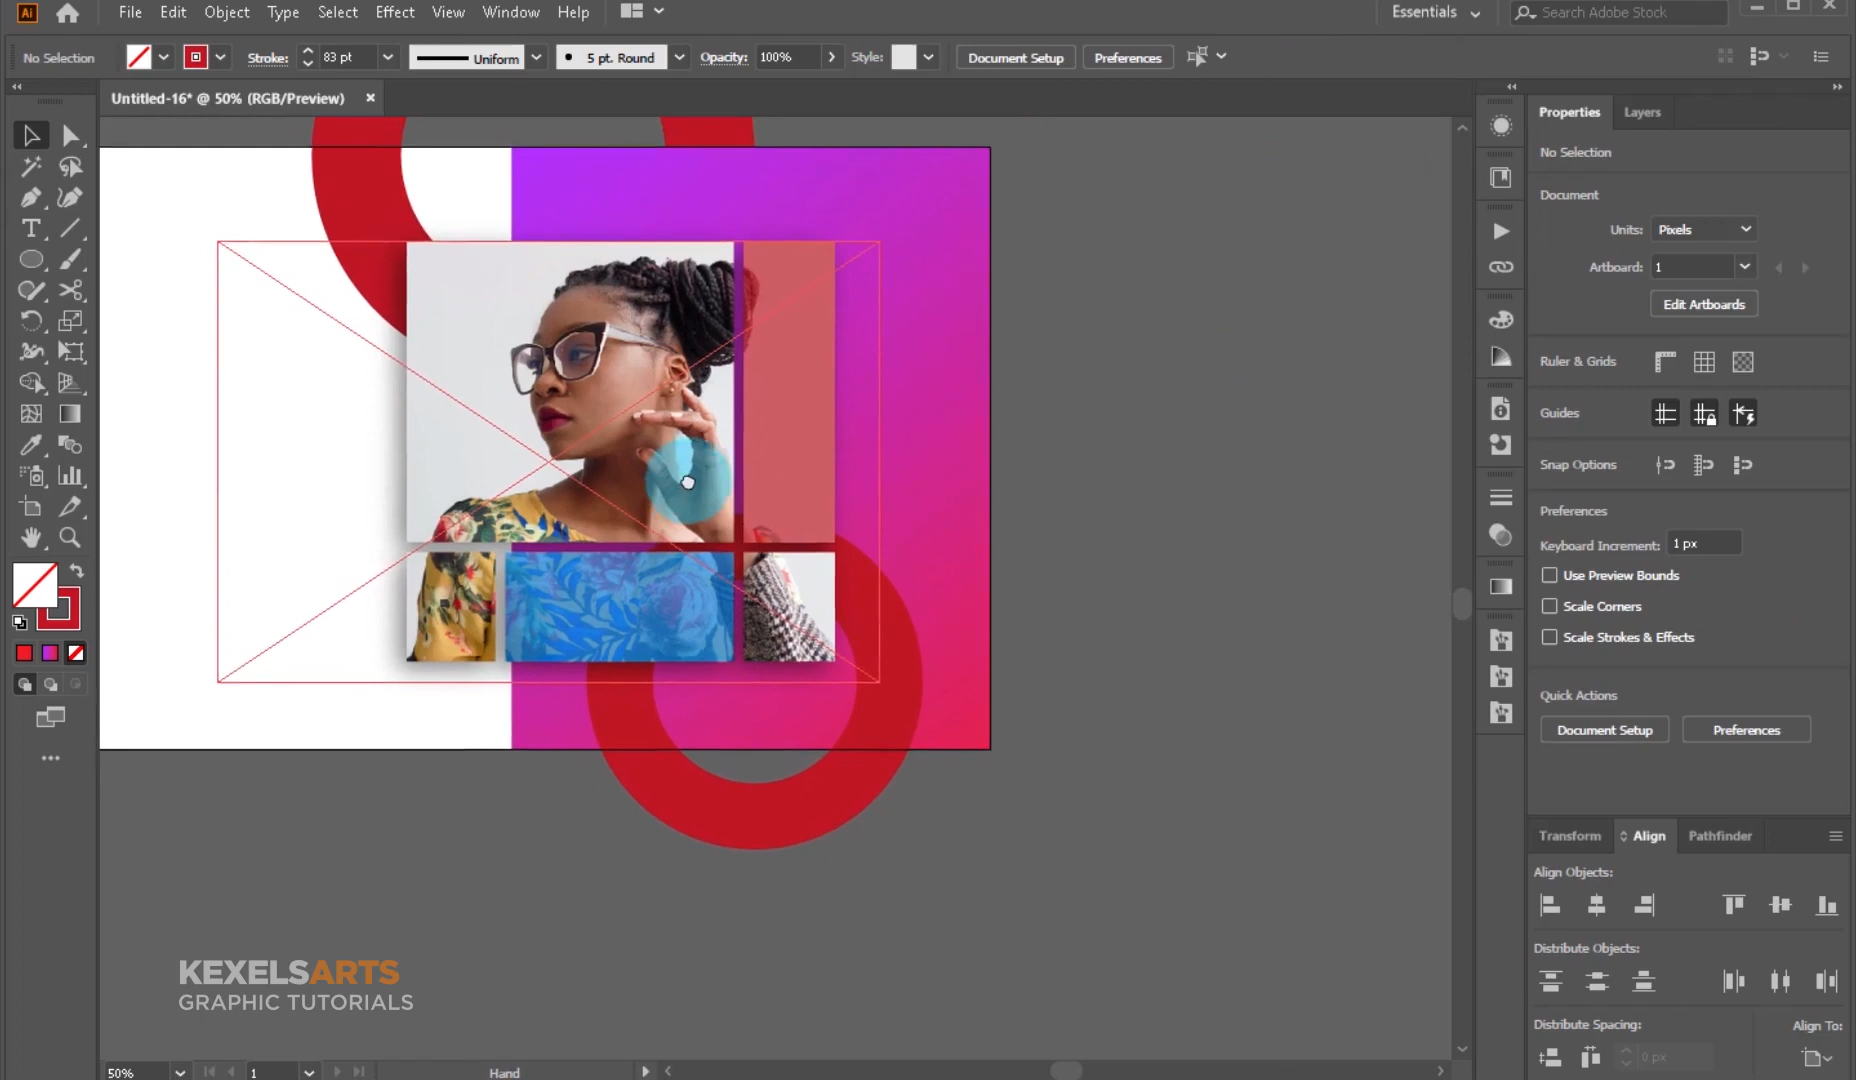 Ai File Edit Object Type Select Effect View Window Help Essentials Search Adobe Stock
No Selection Stroke: 83 pt Uniform 5 pt. Round Opacity: 100% Style: Document Setup Preferences
Untitled-16* @ 50% (RGB/Preview)
Properties Layers
No Selection
Document
Units: Pixels
Artboard: 1
Edit Artboards
Ruler & Grids
Guides
Snap Options
Preferences
Keyboard Increment: 1 px
Use Preview Bounds
Scale Corners
Scale Strokes & Effects
Quick Actions
Document Setup Preferences
Transform Align Pathfinder
Align Objects:
Distribute Objects:
Distribute Spacing: Align To:
0 px
KEXELSARTS
GRAPHIC TUTORIALS
50% 1 Hand